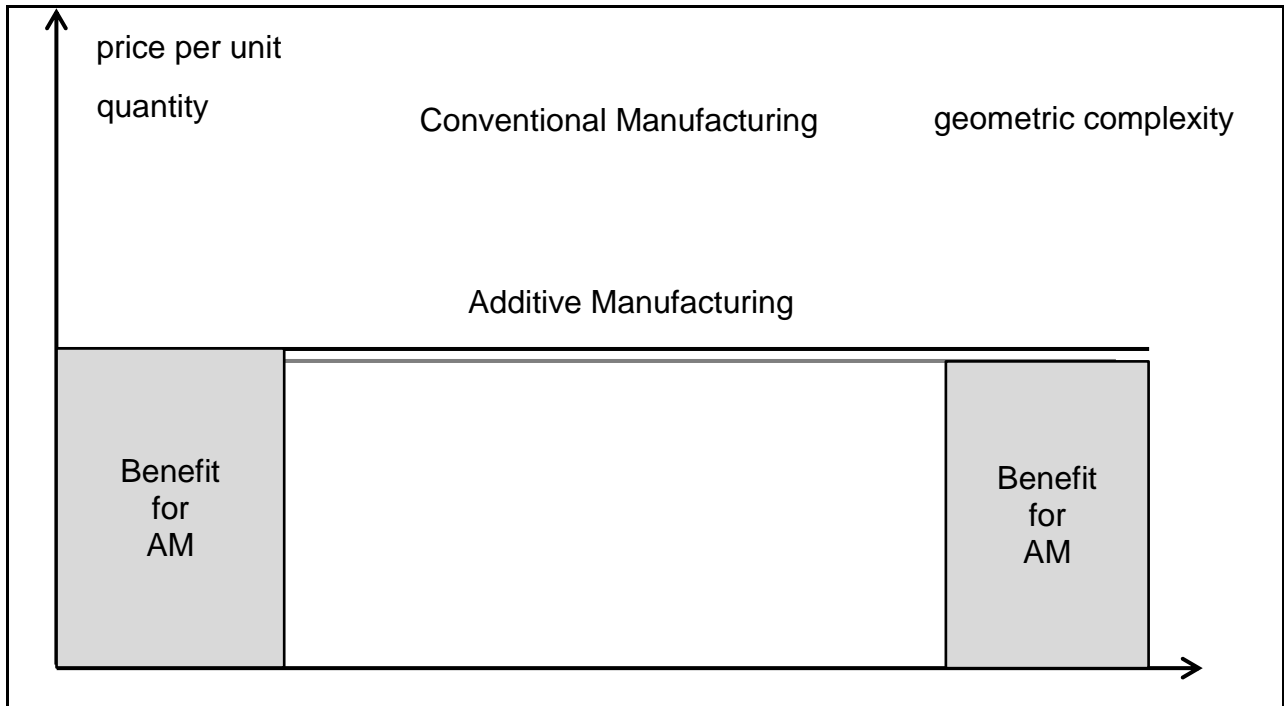 price per unit
quantity
Conventional Manufacturing
geometric complexity
Additive Manufacturing
Benefit
for
AM
Benefit
for
AM